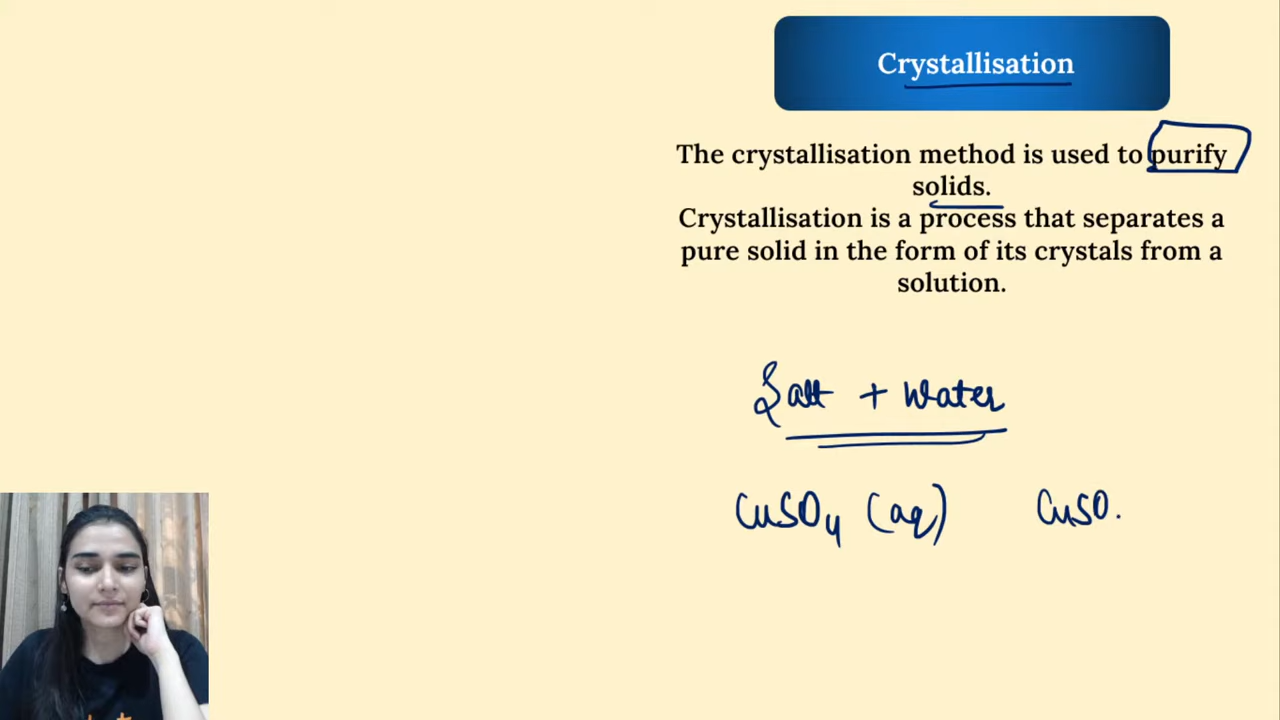 Crystallisation
The crystallisation method is used to purify
solids.
Crystallisation is a process that separates a
pure solid in the form of its crystals from a
solution.
Salt + Water
CuSO4 (aq) CuSO.